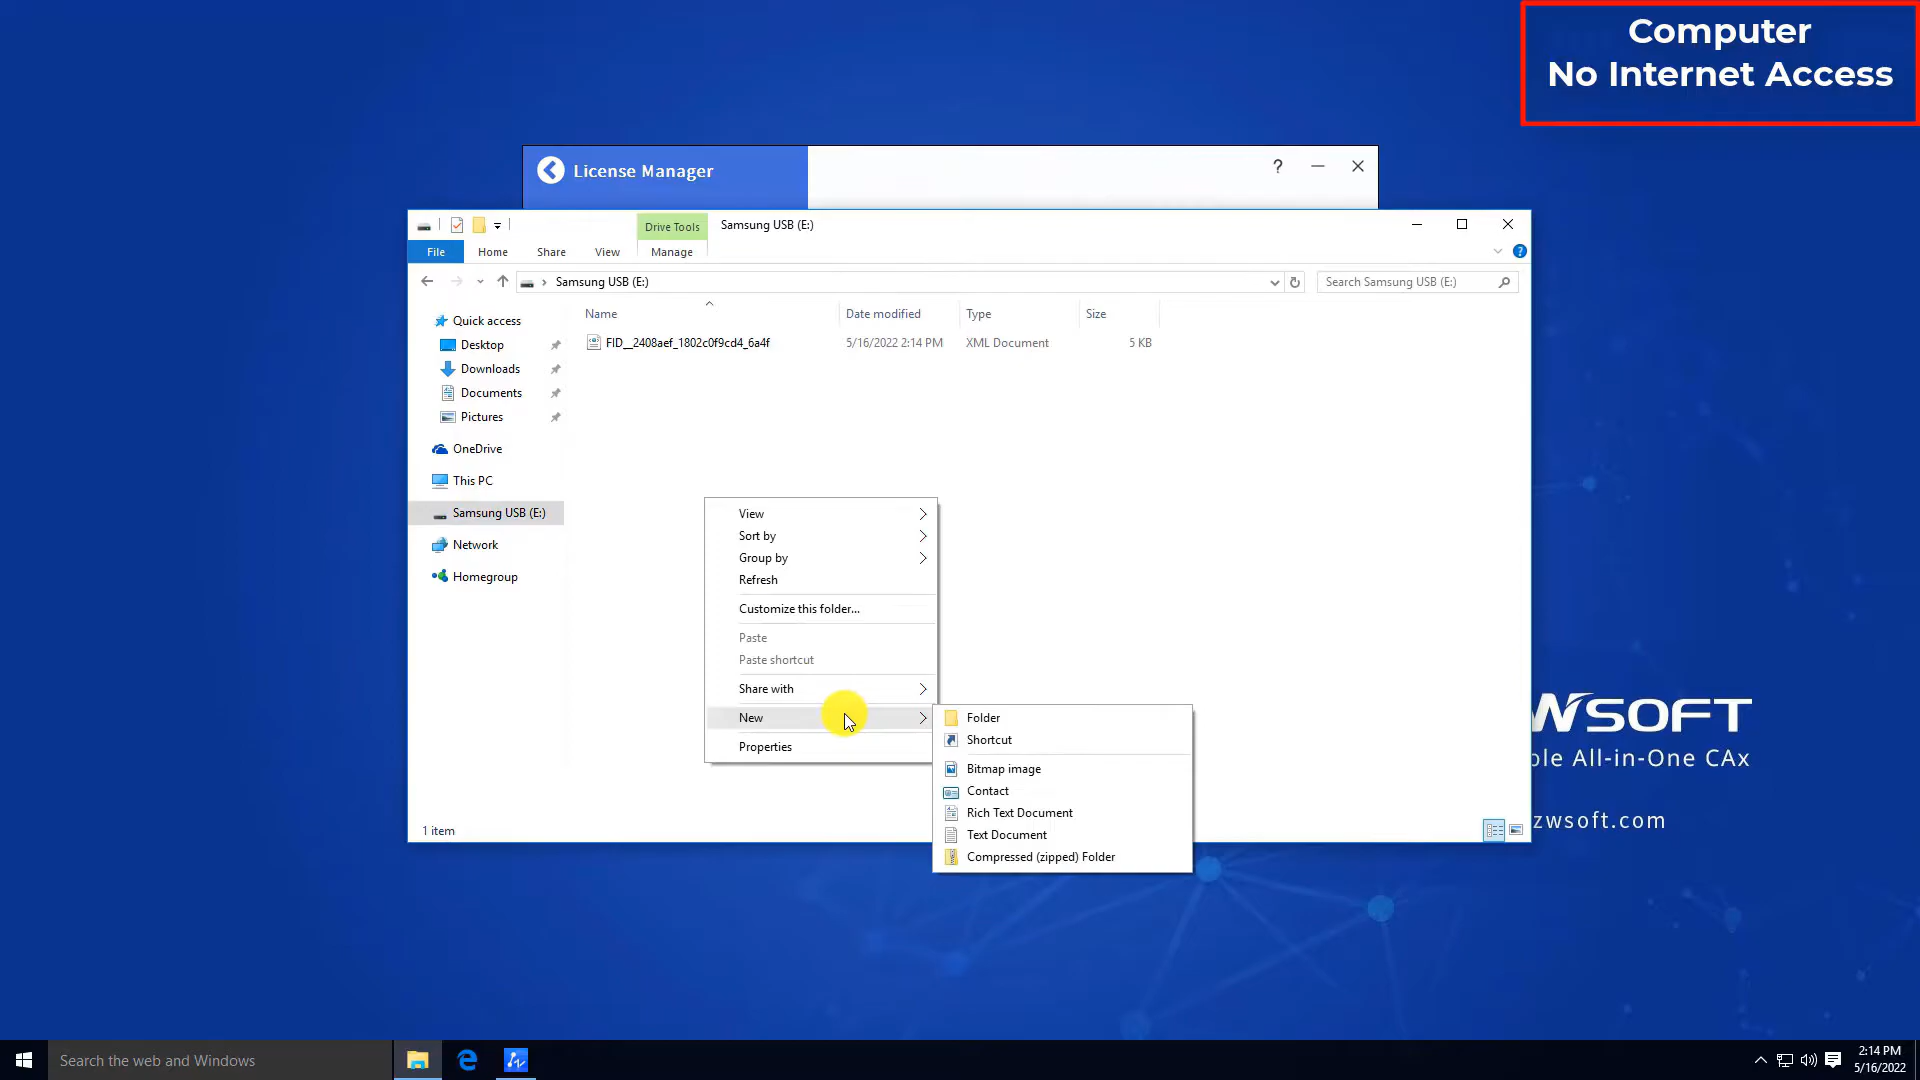 Computer
No Internet Access
License Manager
?
Drive Tools
Samsung USB (E:)
File
Home
Share
View
Manage
?
Samsung USB (E:)
Search Samsung USB (E:)
Name
Date modified
Type
Size
FID__2408aef_1802c0f9cd4_6a4f
5/16/2022 2:14 PM
XML Document
5 KB
Quick access
Desktop
Downloads
Documents
Pictures
OneDrive
This PC
Samsung USB (E:)
Network
Homegroup
View
Sort by
Group by
Refresh
Customize this folder...
Paste
Paste shortcut
Share with
New
Properties
Folder
Shortcut
Bitmap image
Contact
Rich Text Document
Text Document
Compressed (zipped) Folder
1 item
WSOFT
ble All-in-One CAx
zwsoft.com
Search the web and Windows
2:14 PM
5/16/2022